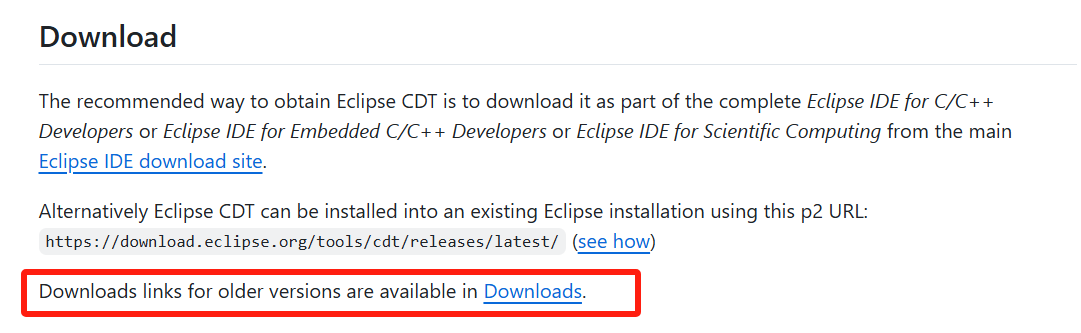 Download
The recommended way to obtain Eclipse CDT is to download it as part of the complete Eclipse IDE for C/C++
Developers or Eclipse IDE for Embedded C/C++ Developers or Eclipse IDE for Scientific Computing from the main
Eclipse IDE download site.
Alternatively Eclipse CDT can be installed into an existing Eclipse installation using this p2 URL:
https://download.eclipse.org/tools/cdt/releases/latest/ (see how)
Downloads links for older versions are available in Downloads.